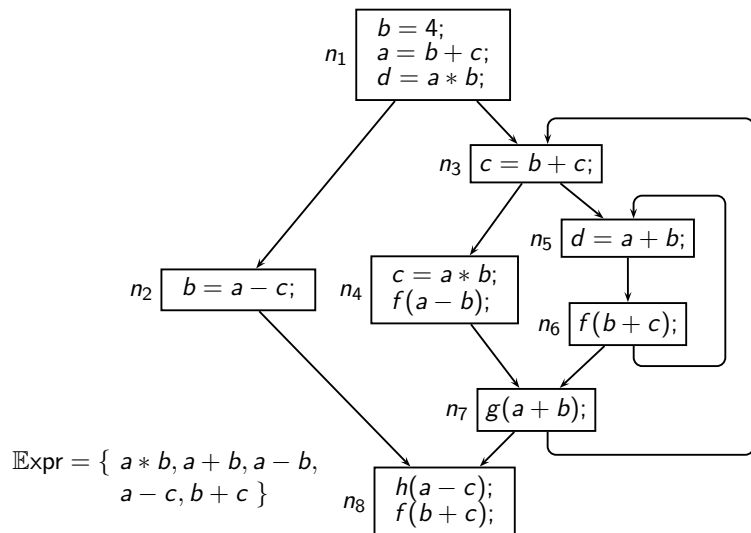 b = 4;
n₁ a = b + c;
d = a ∗ b;
n₃ c = b + c;
n₅ d = a + b;
n₂ b = a − c;
n₄ c = a ∗ b;
f(a − b);
n₆ f(b + c);
n₇ g(a + b);
𝔼xpr = { a ∗ b, a + b, a − b,
a − c, b + c }
n₈ h(a − c);
f(b + c);